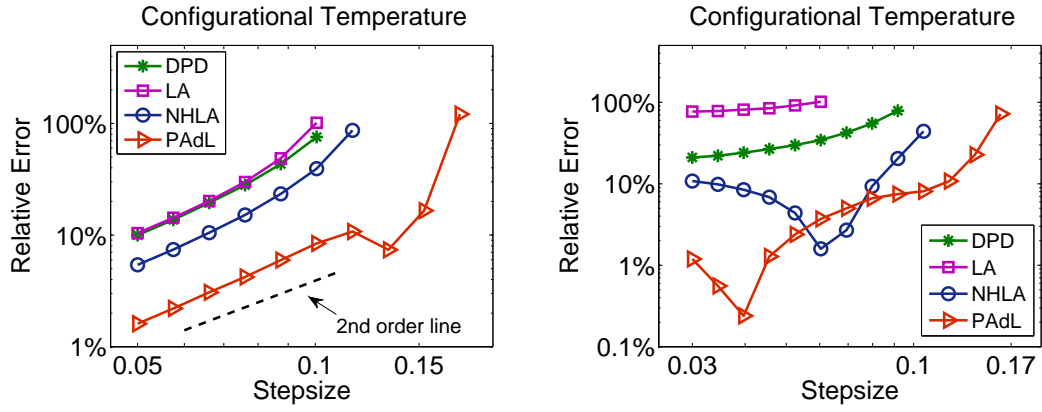 Configurational Temperature
Relative Error
100%
10%
1%
DPD
LA
NHLA
PAdL
2nd order line
0.05
0.1
0.15
Stepsize
Configurational Temperature
Relative Error
100%
10%
1%
0.1%
DPD
LA
NHLA
PAdL
0.03
0.1
0.17
Stepsize